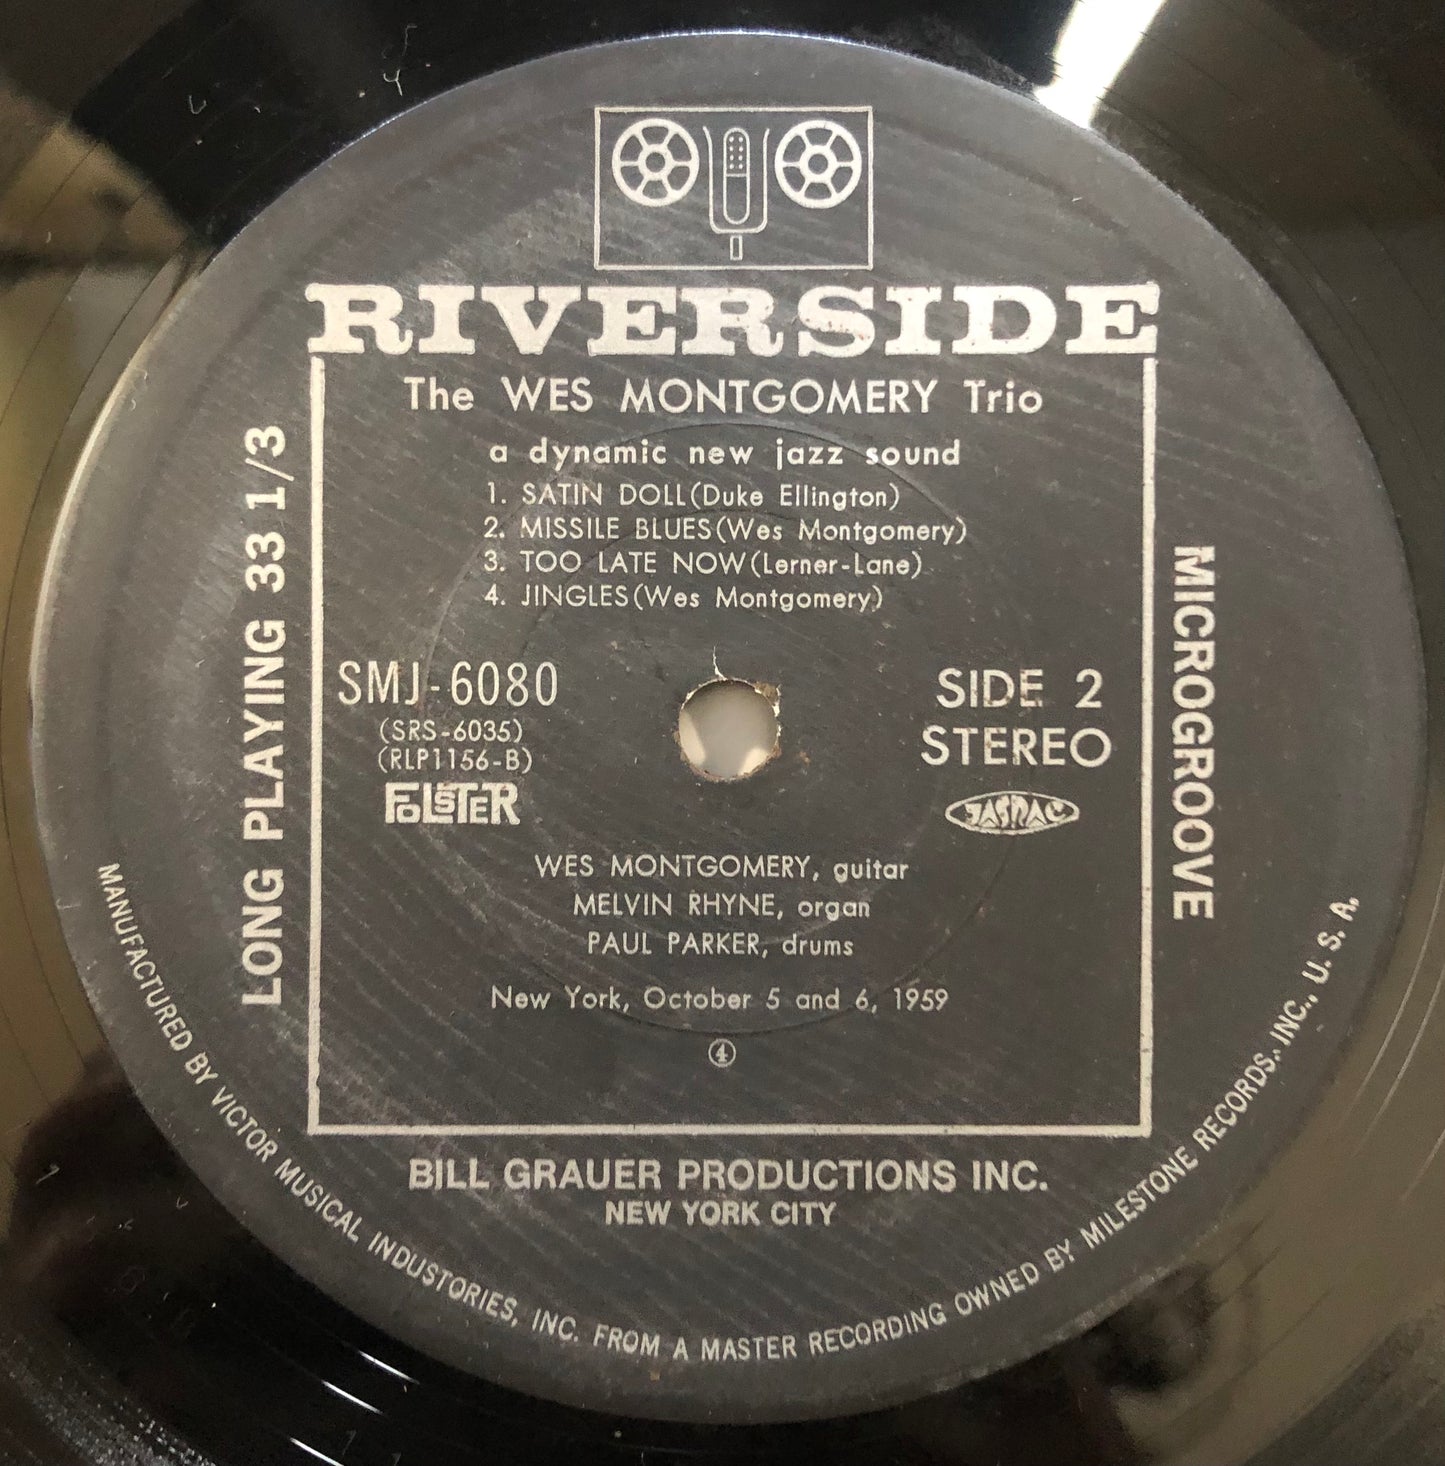 RIVERSIDE
The WES MONTGOMERY Trio
a dynamic new jazz sound
1. SATIN DOLL(Duke Ellington)
2. MISSILE BLUES(Wes Montgomery)
3. TOO LATE NOW(Lerner-Lane)
4. JINGLES(Wes Montgomery)
LONG PLAYING 33 1/3
MICROGROOVE
SMJ-6080
(SRS-6035)
(RLP1156-B)
FOLSTER
SIDE 2
STEREO
JASRAC
WES MONTGOMERY, guitar
MELVIN RHYNE, organ
PAUL PARKER, drums
New York, October 5 and 6, 1959
4
BILL GRAUER PRODUCTIONS INC.
NEW YORK CITY
MANUFACTURED BY VICTOR MUSICAL INDUSTORIES, INC. FROM A MASTER RECORDING OWNED BY MILESTONE RECORDS, INC., U. S. A.